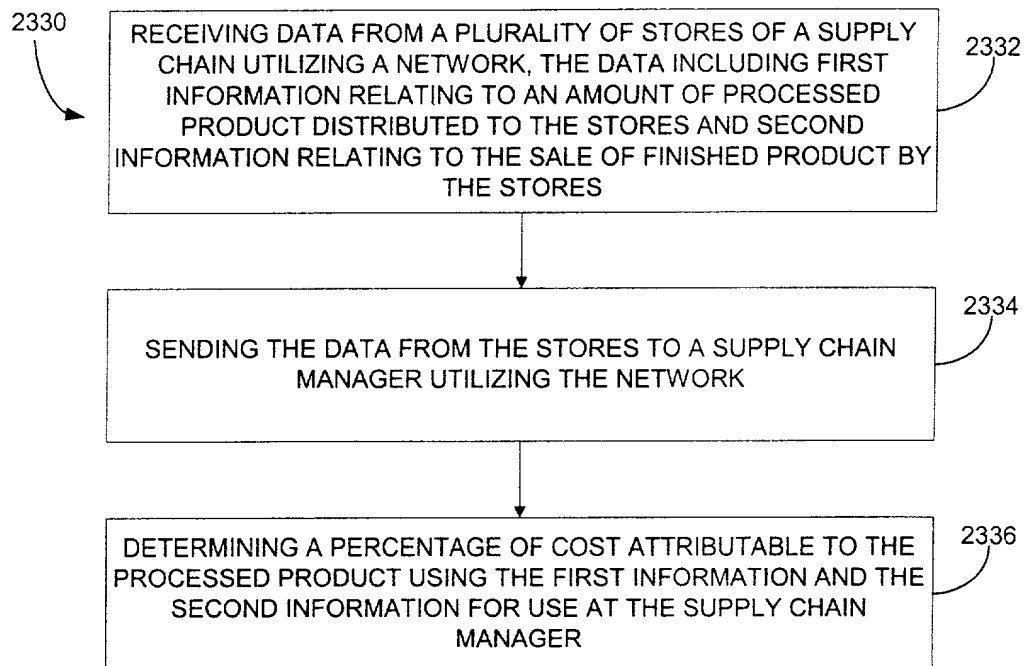 2330
RECEIVING DATA FROM A PLURALITY OF STORES OF A SUPPLY
CHAIN UTILIZING A NETWORK, THE DATA INCLUDING FIRST
INFORMATION RELATING TO AN AMOUNT OF PROCESSED
PRODUCT DISTRIBUTED TO THE STORES AND SECOND
INFORMATION RELATING TO THE SALE OF FINISHED PRODUCT BY
THE STORES
2332
SENDING THE DATA FROM THE STORES TO A SUPPLY CHAIN
MANAGER UTILIZING THE NETWORK
2334
DETERMINING A PERCENTAGE OF COST ATTRIBUTABLE TO THE
PROCESSED PRODUCT USING THE FIRST INFORMATION AND THE
SECOND INFORMATION FOR USE AT THE SUPPLY CHAIN
MANAGER
2336